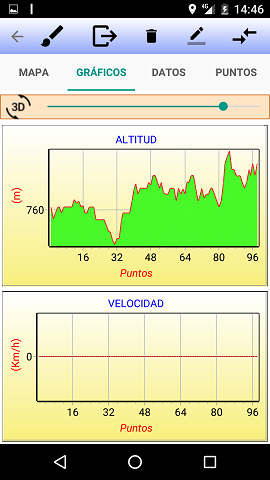 4G 14:46
MAPA GRÁFICOS DATOS PUNTOS
3D
ALTITUD
(m)
760
16 32 48 64 80 96
Puntos
VELOCIDAD
(Km/h)
0
16 32 48 64 80 96
Puntos